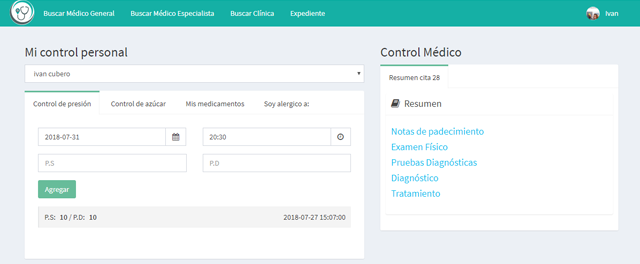 Buscar Médico General Buscar Médico Especialista Buscar Clínica Expediente Ivan
Mi control personal
ivan cubero
Control de presión Control de azúcar Mis medicamentos Soy alergico a:
2018-07-31 20:30
P.S P.D
Agregar
P.S: 10 / P.D: 10 2018-07-27 15:07:00
Control Médico
Resumen cita 28
Resumen
Notas de padecimiento
Examen Físico
Pruebas Diagnósticas
Diagnóstico
Tratamiento